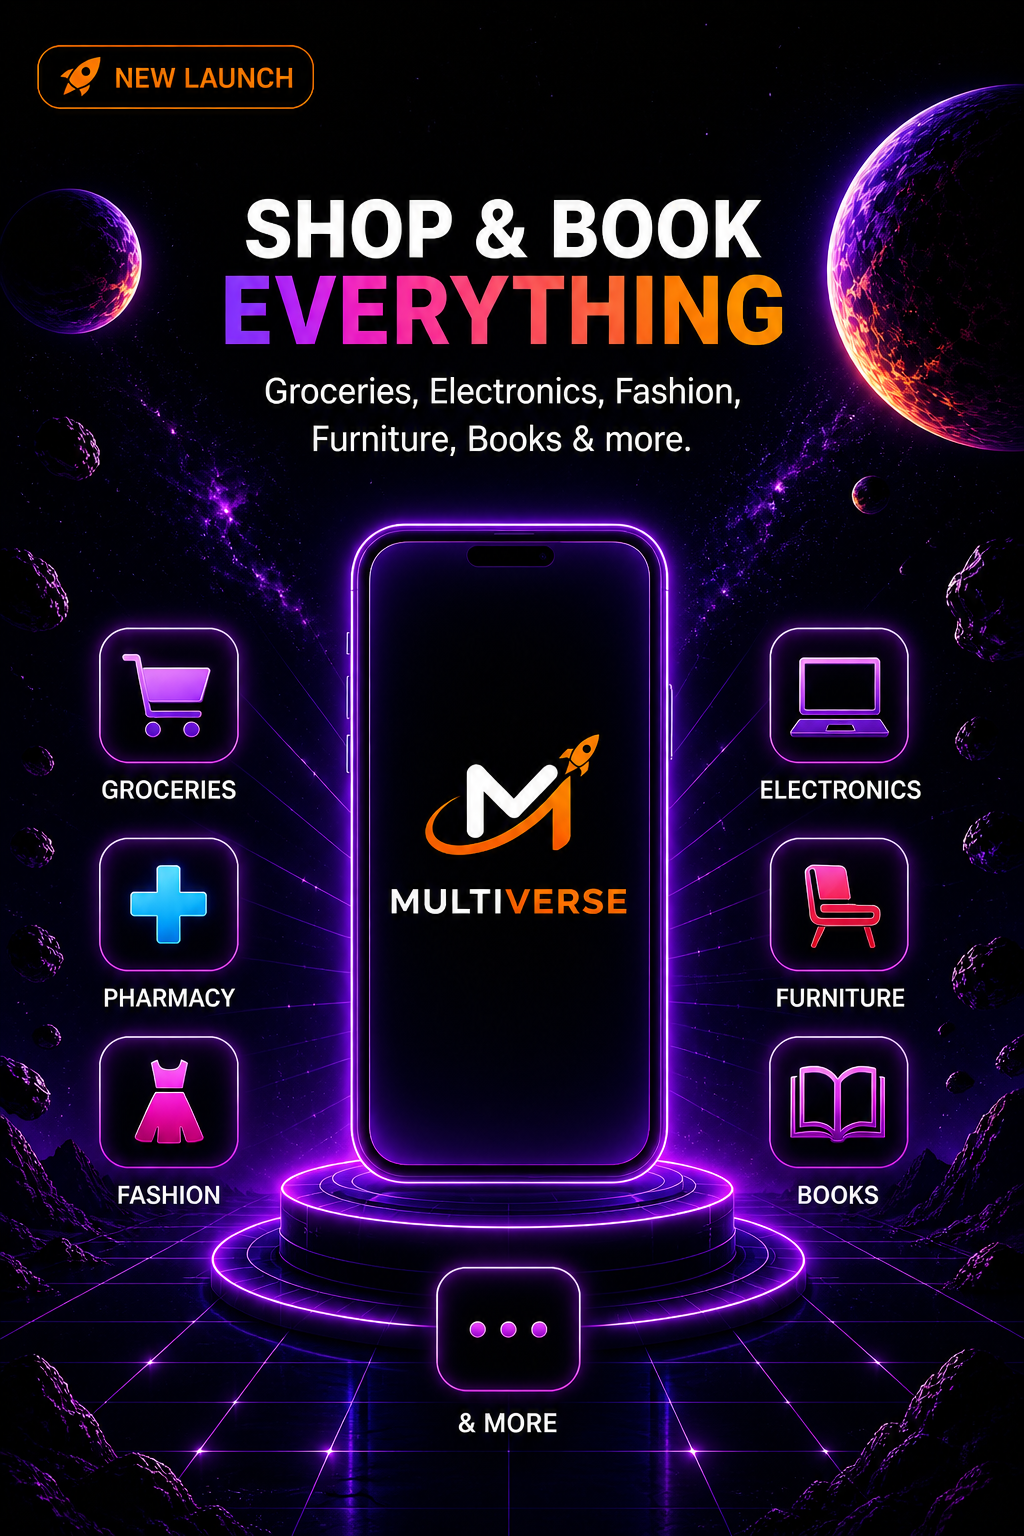 NEW LAUNCH
SHOP & BOOK
EVERYTHING
Groceries, Electronics, Fashion,
Furniture, Books & more.
GROCERIES
ELECTRONICS
MULTIVERSE
PHARMACY
FURNITURE
FASHION
BOOKS
& MORE